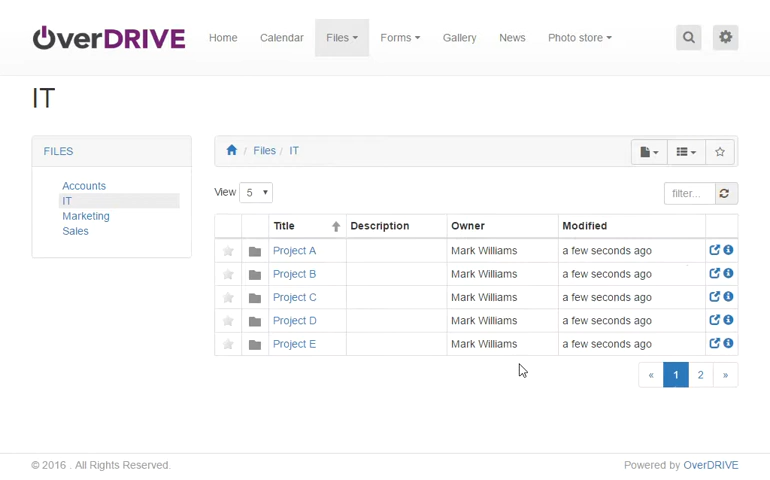 OverDRIVE Home Calendar Files Forms Gallery News Photo store
IT
FILES
Accounts
IT
Marketing
Sales
/ Files / IT
View 5 filter...
Title Description Owner Modified
Project A Mark Williams a few seconds ago
Project B Mark Williams a few seconds ago
Project C Mark Williams a few seconds ago
Project D Mark Williams a few seconds ago
Project E Mark Williams a few seconds ago
« 1 2 »
© 2016 . All Rights Reserved. Powered by OverDRIVE